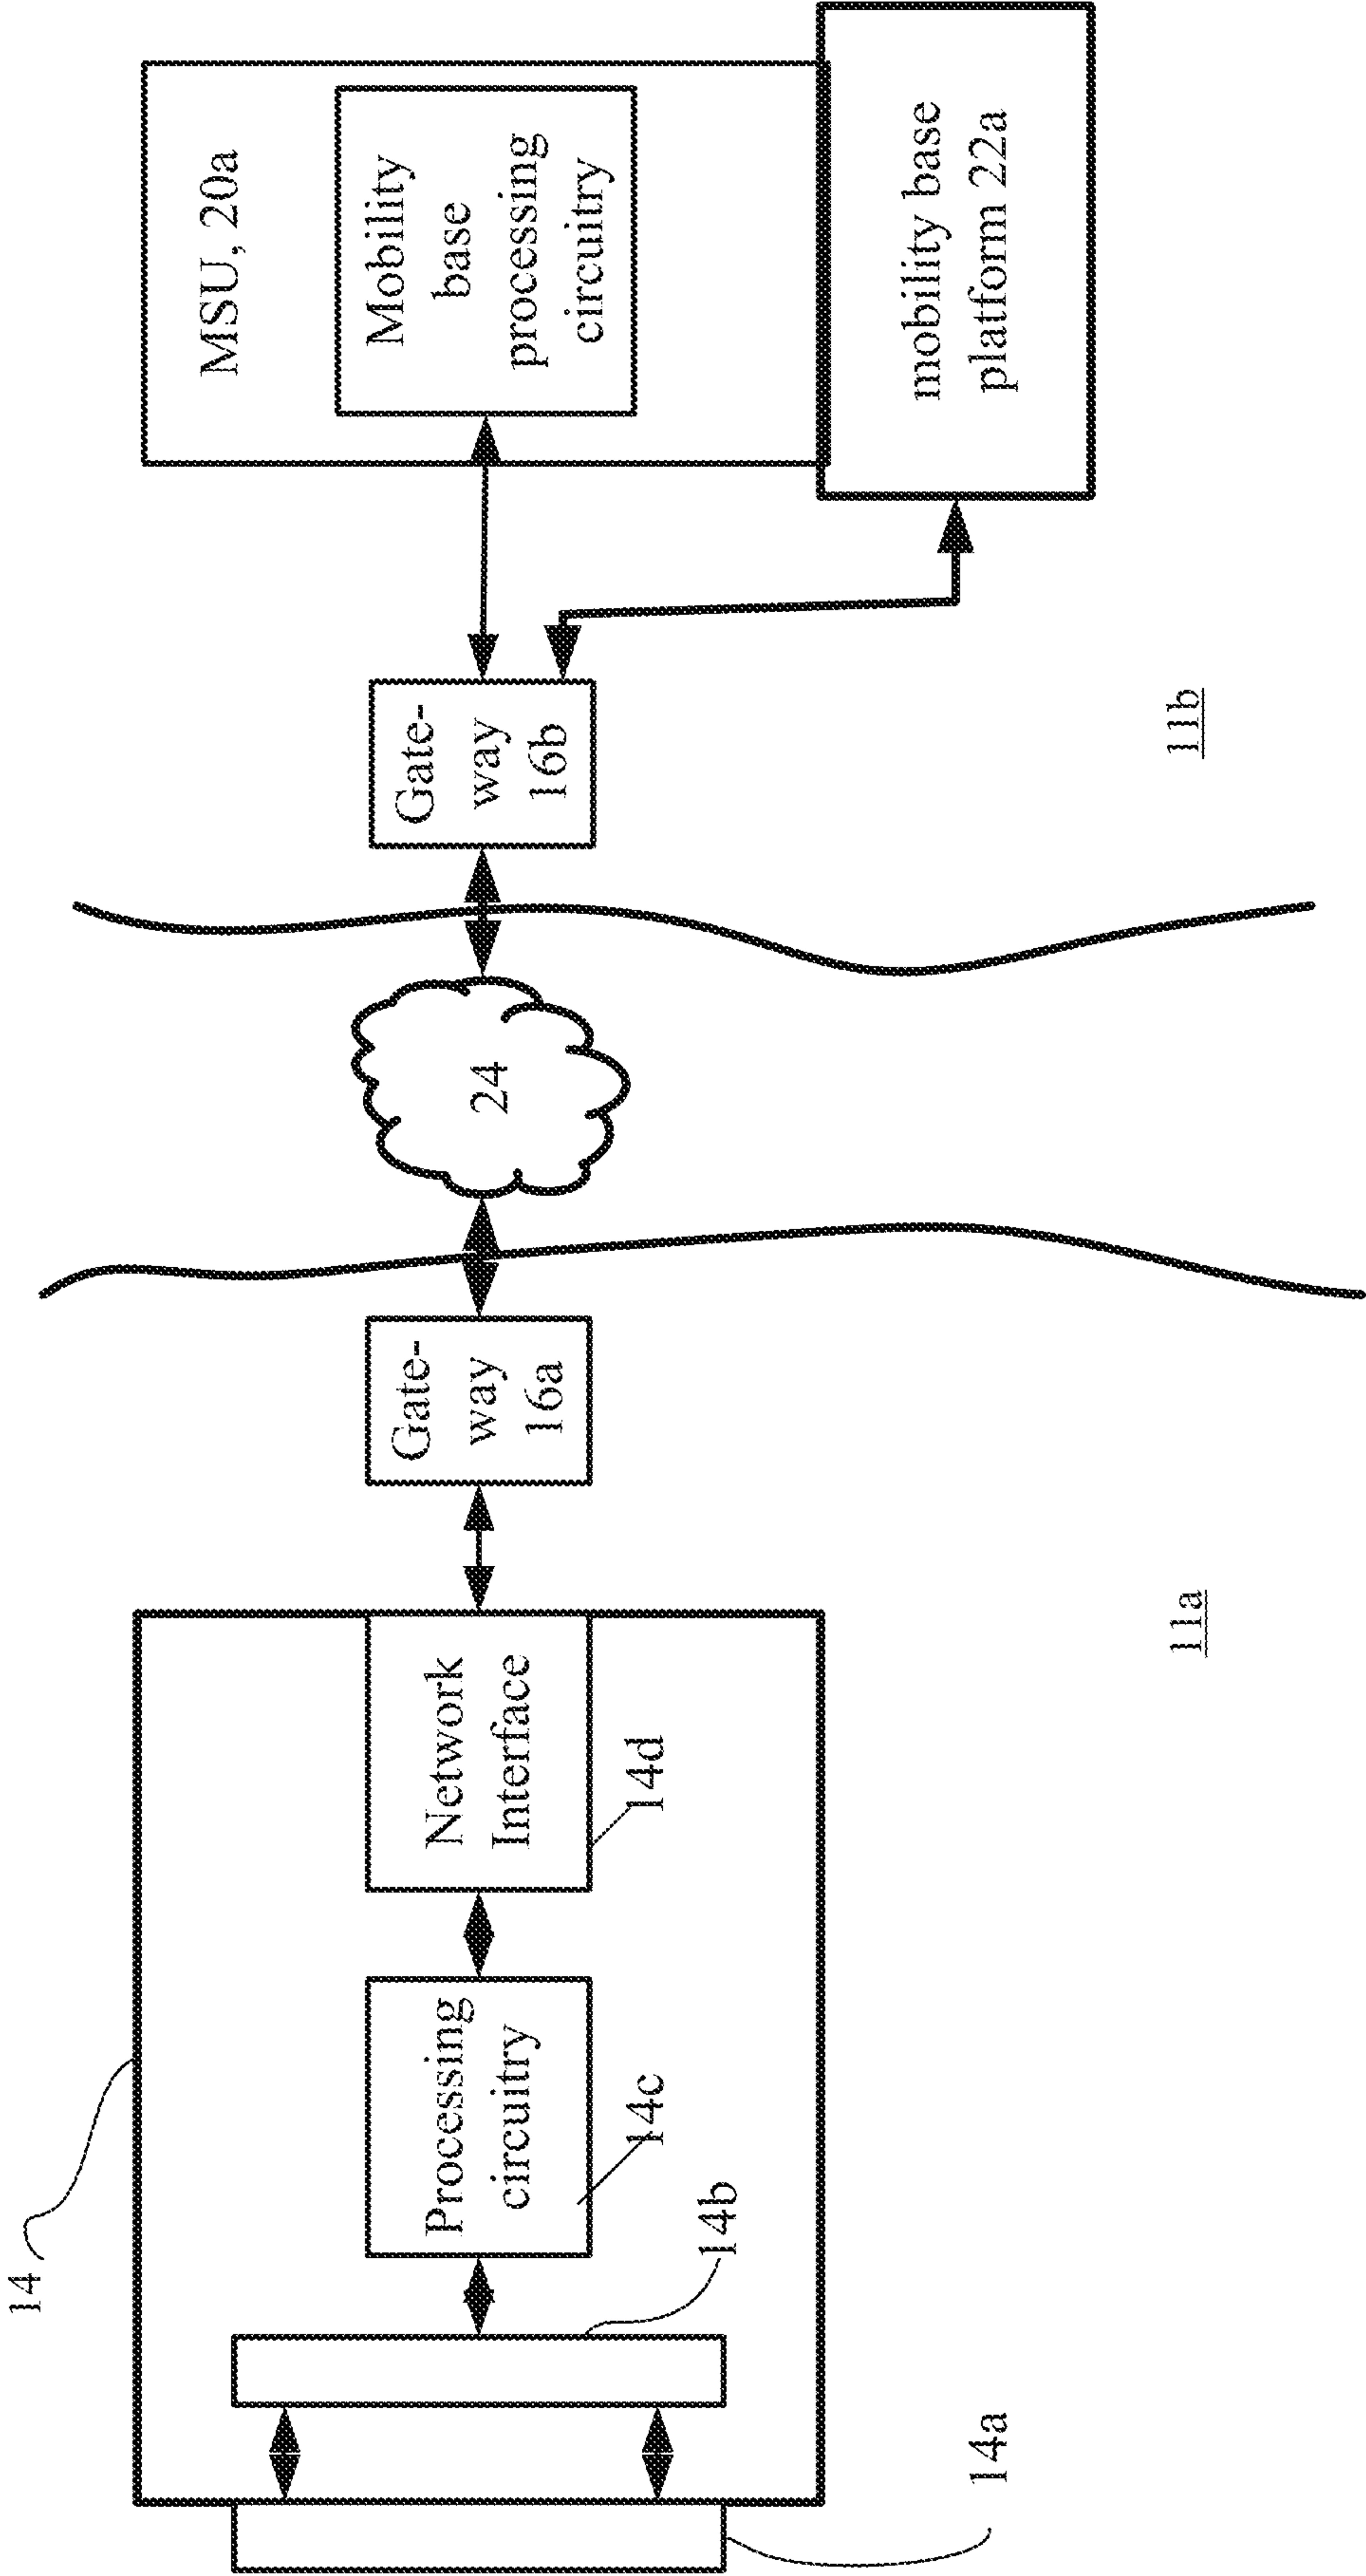 14
14a
14b
Processing
circuitry
14c
Network
Interface
14d
11a
Gate-
way
16a
24
Gate-
way
16b
11b
MSU, 20a
Mobility
base
processing
circuitry
mobility base
platform 22a